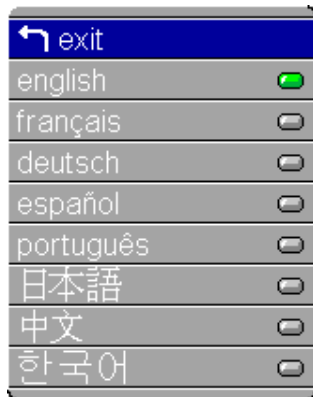 exit
english
français
deutsch
español
português
日本語
中文
한국어